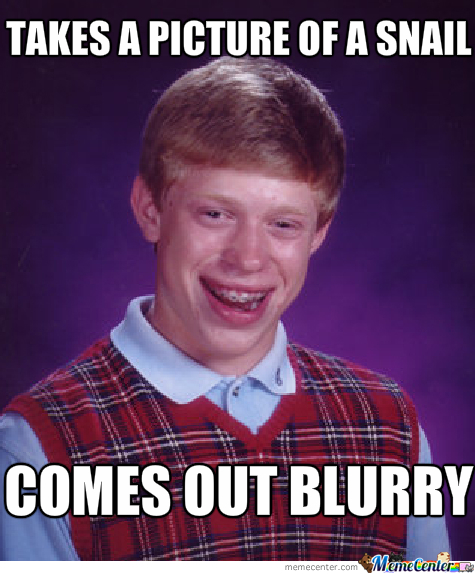 TAKES A PICTURE OF A SNAIL
COMES OUT BLURRY
memecenter.com MemeCenter